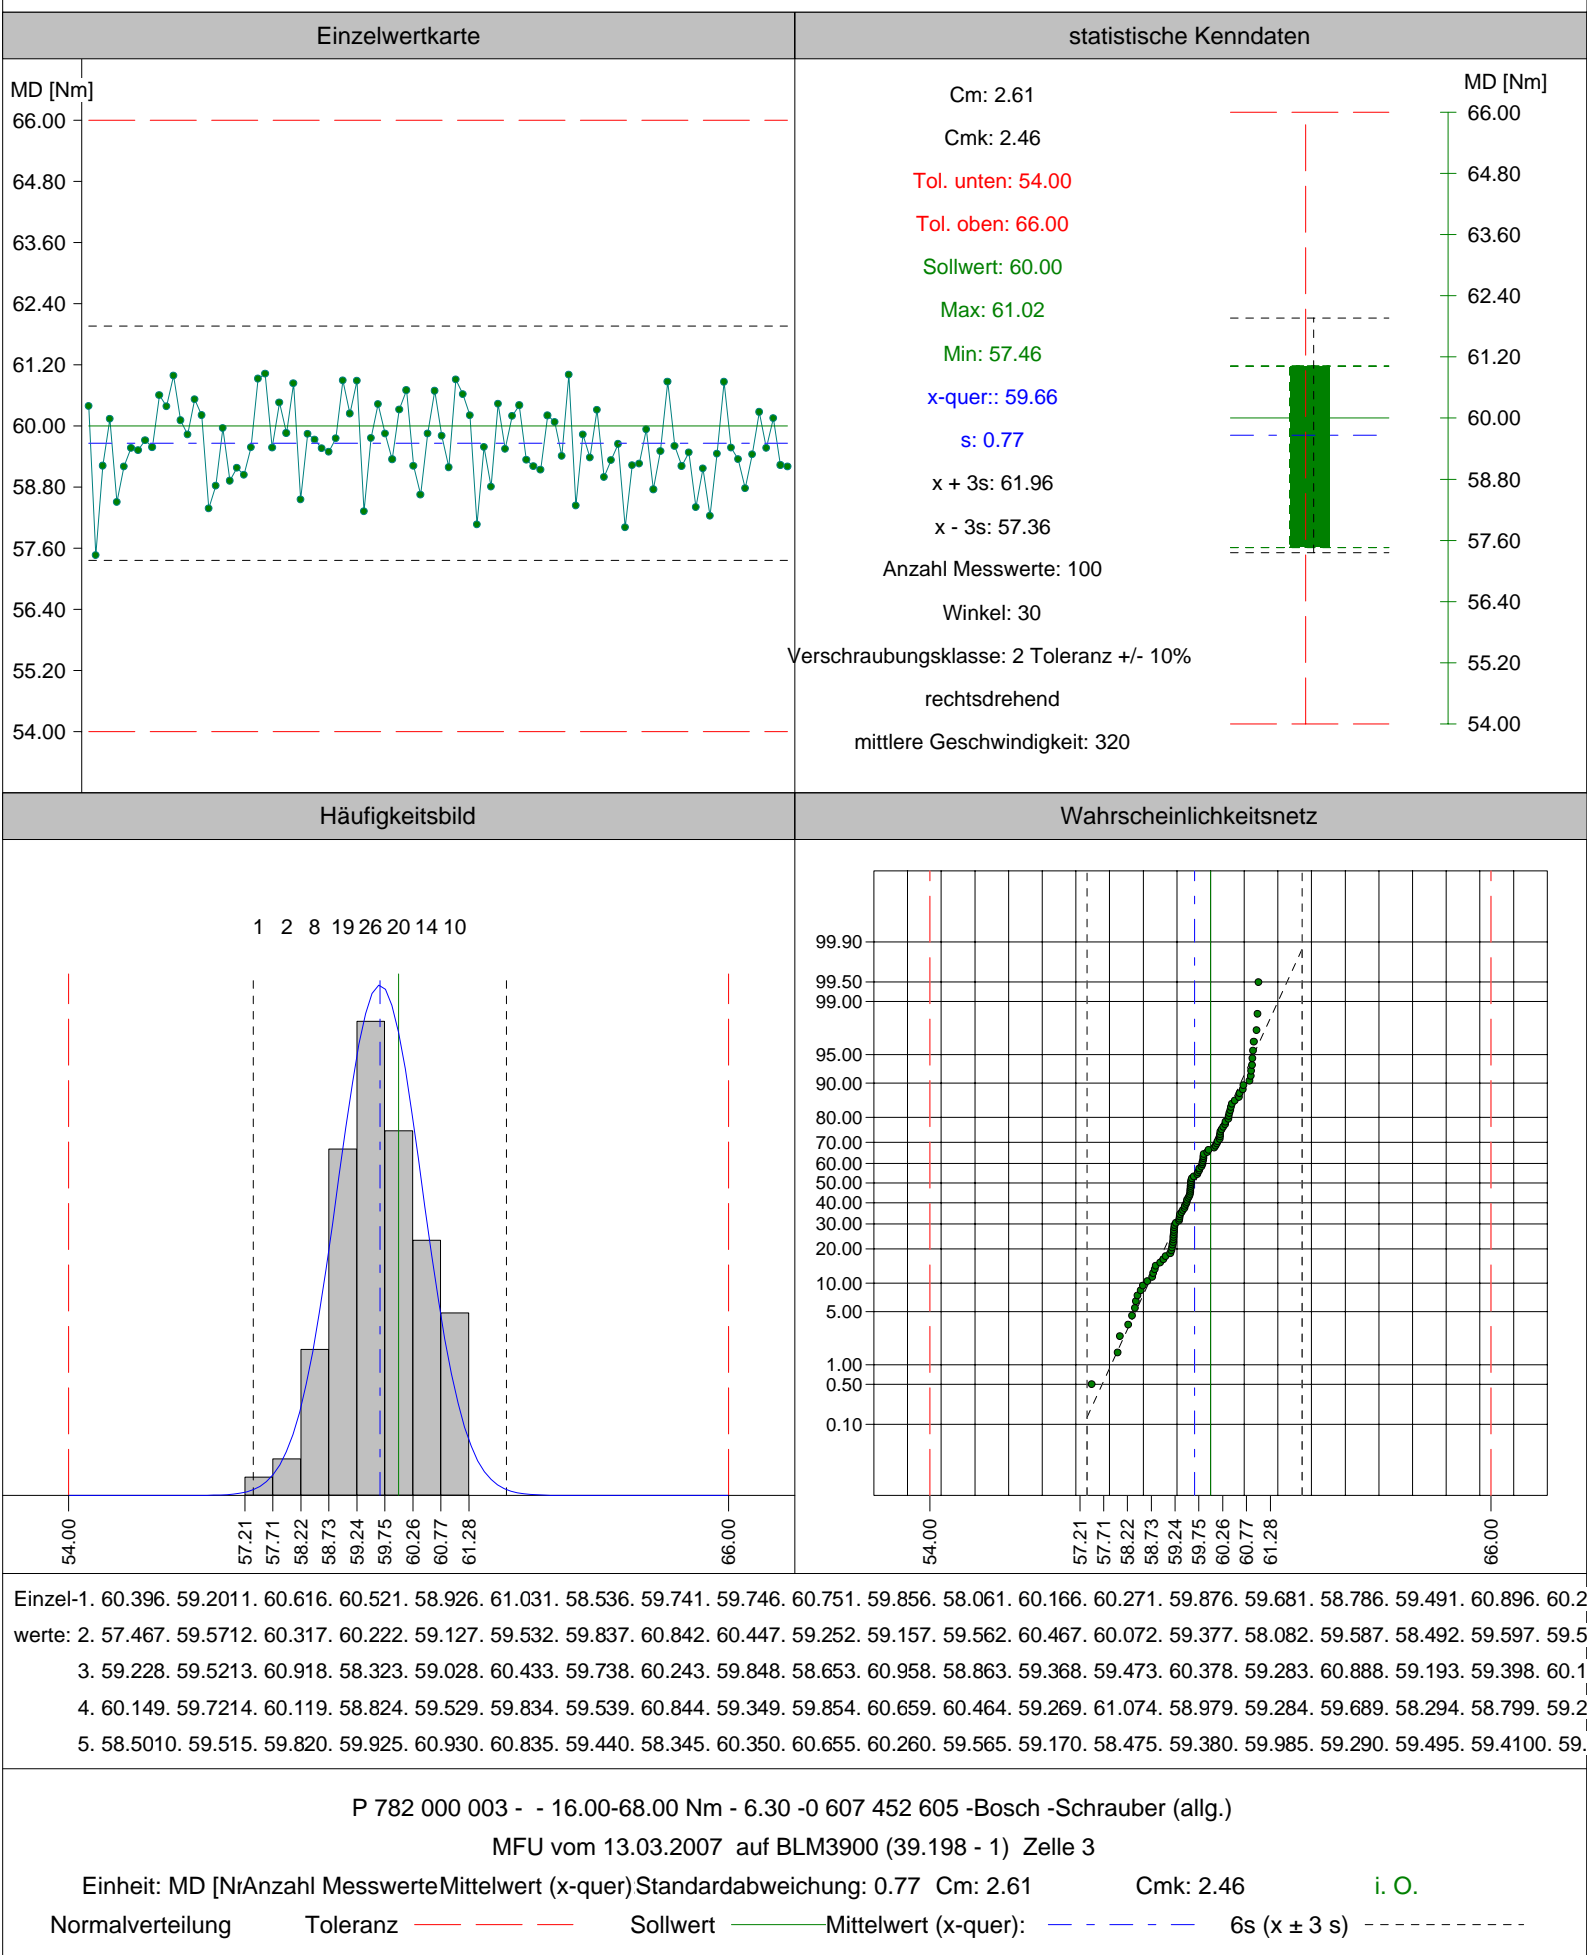 Einzelwertkarte
statistische Kenndaten
MD [Nm]
66.00
64.80
63.60
62.40
61.20
60.00
58.80
57.60
56.40
55.20
54.00
Cm: 2.61
Cmk: 2.46
Tol. unten: 54.00
Tol. oben: 66.00
Sollwert: 60.00
Max: 61.02
Min: 57.46
x-quer:: 59.66
s: 0.77
x + 3s: 61.96
x - 3s: 57.36
Anzahl Messwerte: 100
Winkel: 30
Verschraubungsklasse: 2 Toleranz +/- 10%
rechtsdrehend
mittlere Geschwindigkeit: 320
MD [Nm]
66.00
64.80
63.60
62.40
61.20
60.00
58.80
57.60
56.40
55.20
54.00
Häufigkeitsbild
Wahrscheinlichkeitsnetz
1 2 8 19 26 20 14 10
54.00 57.21 57.71 58.22 58.73 59.24 59.75 60.26 60.77 61.28 66.00
99.90
99.50
99.00
95.00
90.00
80.00
70.00
60.00
50.00
40.00
30.00
20.00
10.00
5.00
1.00
0.50
0.10
54.00 57.21 57.71 58.22 58.73 59.24 59.75 60.26 60.77 61.28 66.00
Einzel-1. 60.396. 59.2011. 60.616. 60.521. 58.926. 61.031. 58.536. 59.741. 59.746. 60.751. 59.856. 58.061. 60.166. 60.271. 59.876. 59.681. 58.786. 59.491. 60.896. 60.2
werte: 2. 57.467. 59.5712. 60.317. 60.222. 59.127. 59.532. 59.837. 60.842. 60.447. 59.252. 59.157. 59.562. 60.467. 60.072. 59.377. 58.082. 59.587. 58.492. 59.597. 59.5
3. 59.228. 59.5213. 60.918. 58.323. 59.028. 60.433. 59.738. 60.243. 59.848. 58.653. 60.958. 58.863. 59.368. 59.473. 60.378. 59.283. 60.888. 59.193. 59.398. 60.1
4. 60.149. 59.7214. 60.119. 58.824. 59.529. 59.834. 59.539. 60.844. 59.349. 59.854. 60.659. 60.464. 59.269. 61.074. 58.979. 59.284. 59.689. 58.294. 58.799. 59.2
5. 58.5010. 59.515. 59.820. 59.925. 60.930. 60.835. 59.440. 58.345. 60.350. 60.655. 60.260. 59.565. 59.170. 58.475. 59.380. 59.985. 59.290. 59.495. 59.4100. 59.
P 782 000 003 - - 16.00-68.00 Nm - 6.30 -0 607 452 605 -Bosch -Schrauber (allg.)
MFU vom 13.03.2007 auf BLM3900 (39.198 - 1) Zelle 3
Einheit: MD [Nr Anzahl Messwerte Mittelwert (x-quer) Standardabweichung: 0.77 Cm: 2.61 Cmk: 2.46 i. O.
Normalverteilung Toleranz Sollwert Mittelwert (x-quer): 6s (x ± 3 s)